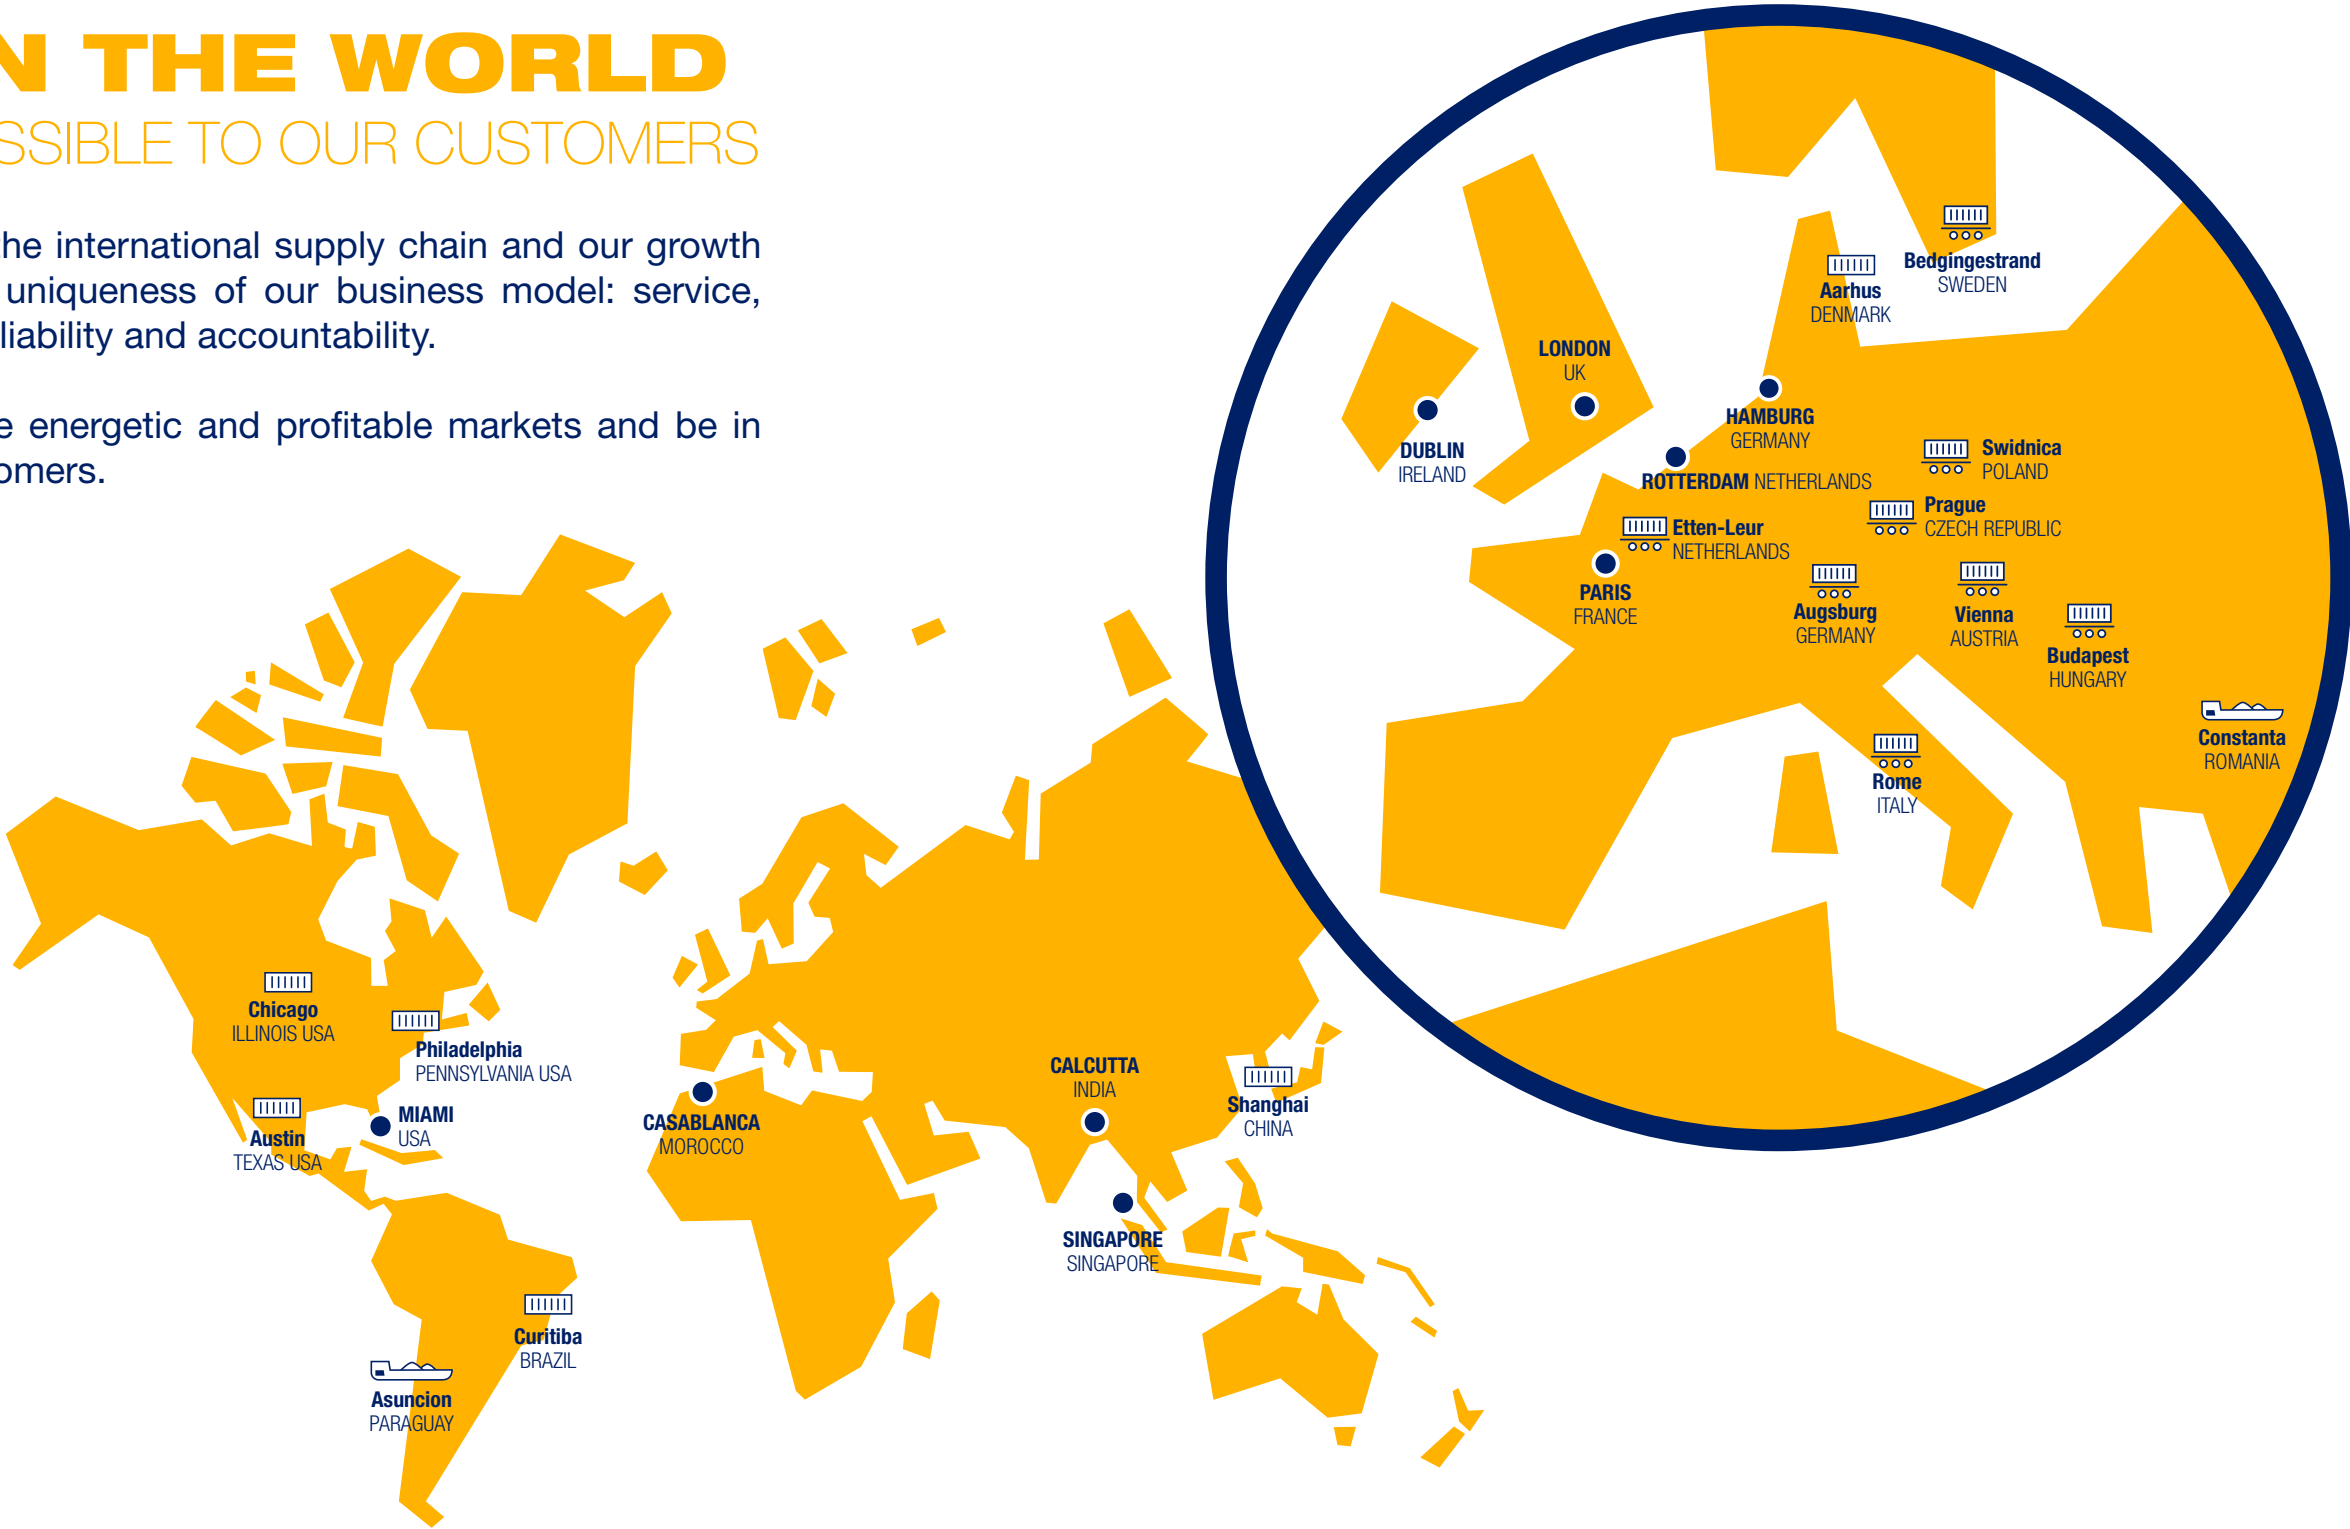 N THE WORLD
SSIBLE TO OUR CUSTOMERS
he international supply chain and our growth
uniqueness of our business model: service,
liability and accountability.
e energetic and profitable markets and be in
omers.
Bedgingestrand
SWEDEN
Aarhus
DENMARK
LONDON
UK
HAMBURG
GERMANY
DUBLIN
IRELAND
Swidnica
POLAND
ROTTERDAM NETHERLANDS
Prague
CZECH REPUBLIC
Etten-Leur
NETHERLANDS
PARIS
FRANCE
Augsburg
GERMANY
Vienna
AUSTRIA
Budapest
HUNGARY
Constanta
ROMANIA
Rome
ITALY
Chicago
ILLINOIS USA
Philadelphia
PENNSYLVANIA USA
Austin
TEXAS USA
MIAMI
USA
CASABLANCA
MOROCCO
CALCUTTA
INDIA
Shanghai
CHINA
SINGAPORE
SINGAPORE
Curitiba
BRAZIL
Asuncion
PARAGUAY